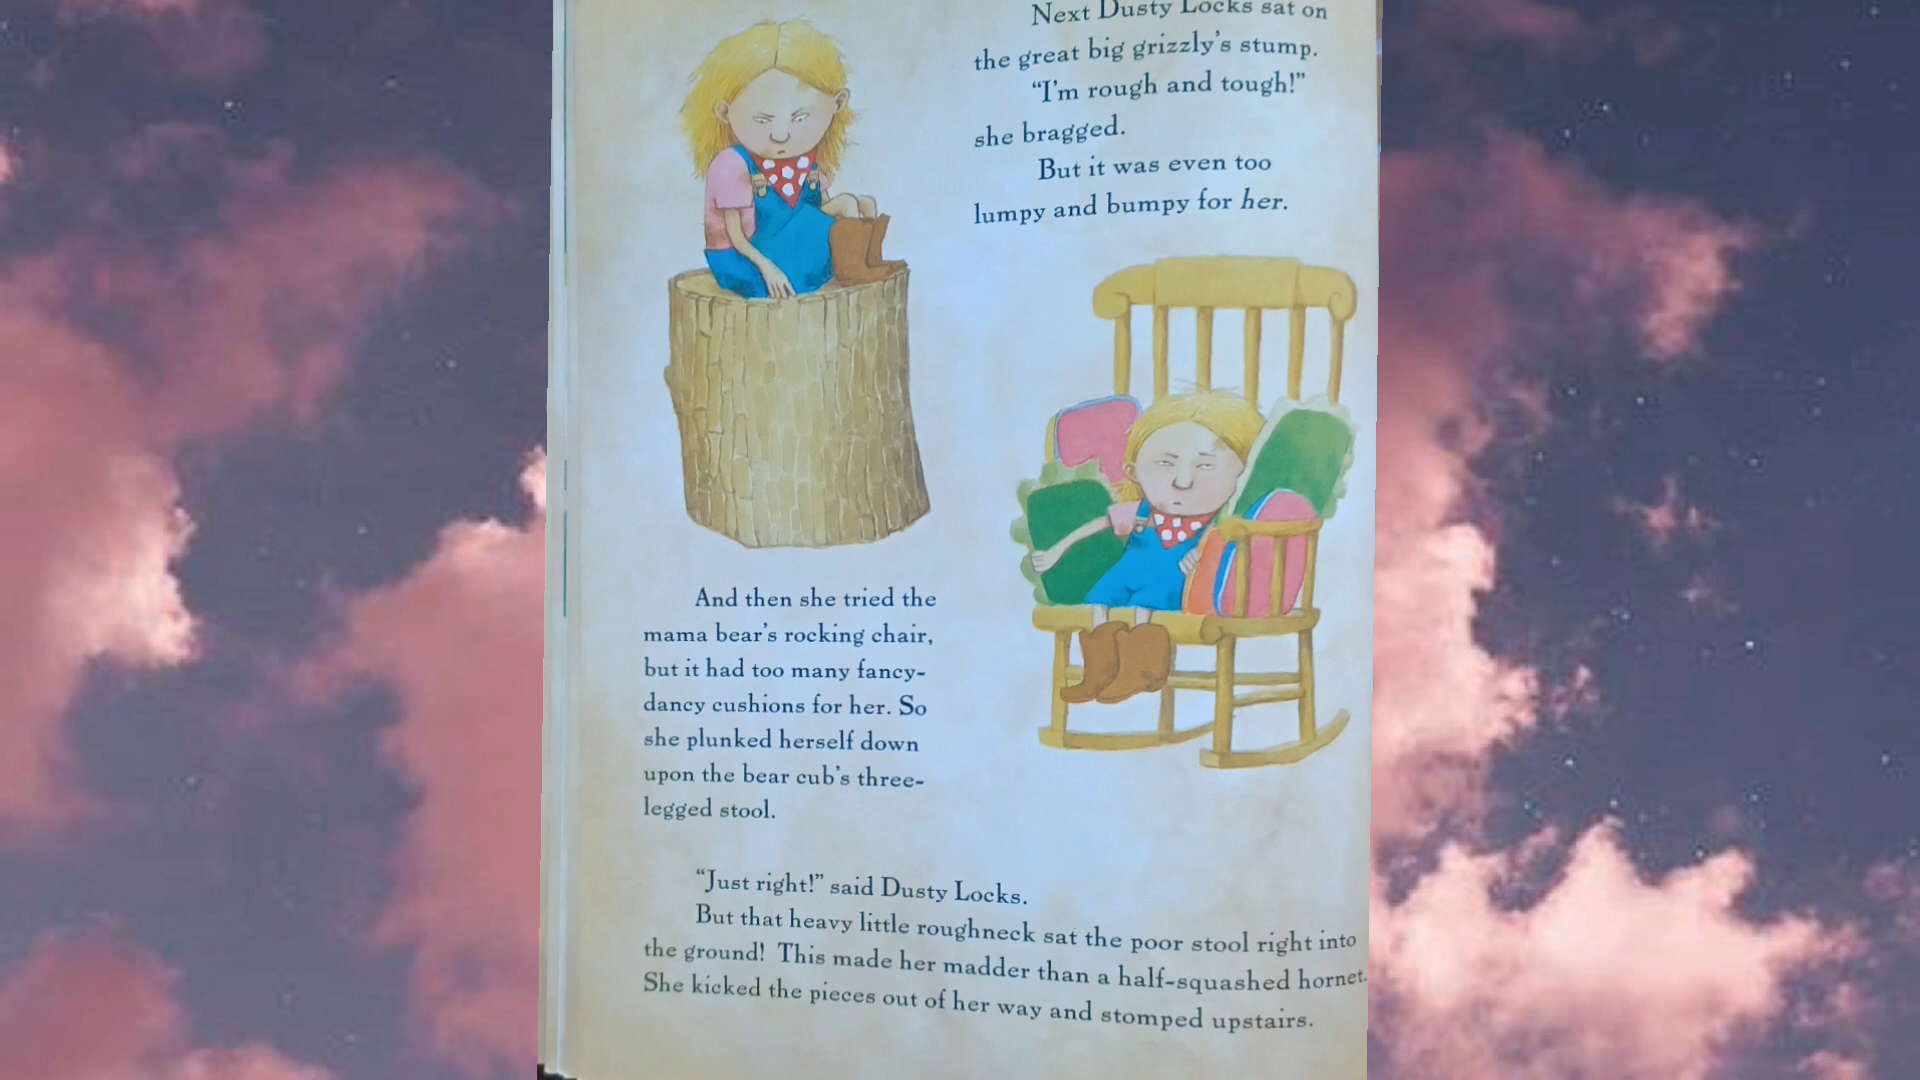 Next Dusty Locks sat on
the great big grizzly's stump.
“I'm rough and tough!”
she bragged.
But it was even too
lumpy and bumpy for her.
And then she tried the
mama bear's rocking chair,
but it had too many fancy-
dancy cushions for her. So
she plunked herself down
upon the bear cub's three-
legged stool.
“Just right!” said Dusty Locks.
But that heavy little roughneck sat the poor stool right into
the ground! This made her madder than a half-squashed hornet.
She kicked the pieces out of her way and stomped upstairs.